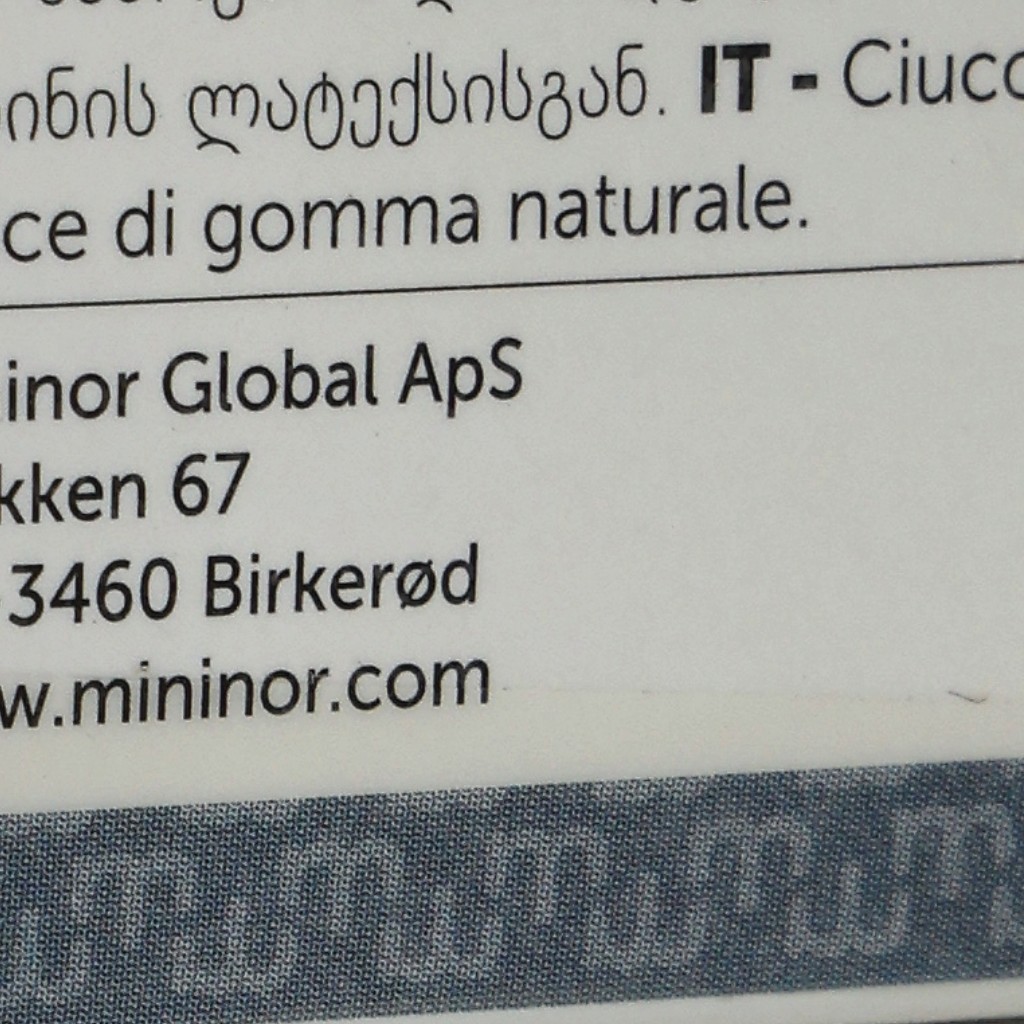 ინის ლატექსისგან. IT - Ciucc
ce di gomma naturale.
inor Global ApS
kken 67
3460 Birkerød
w.mininor.com